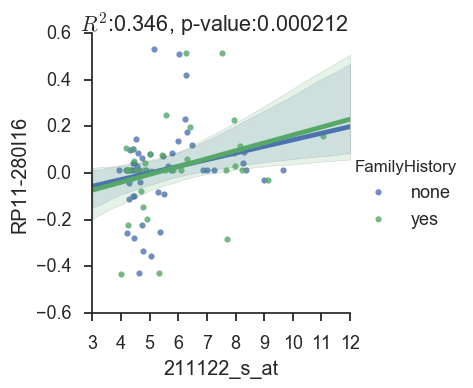 R²:0.346, p-value:0.000212
0.6
0.4
0.2
0.0
−0.2
−0.4
−0.6
RP11-280I16
3 4 5 6 7 8 9 10 11 12
211122_s_at
FamilyHistory
none
yes